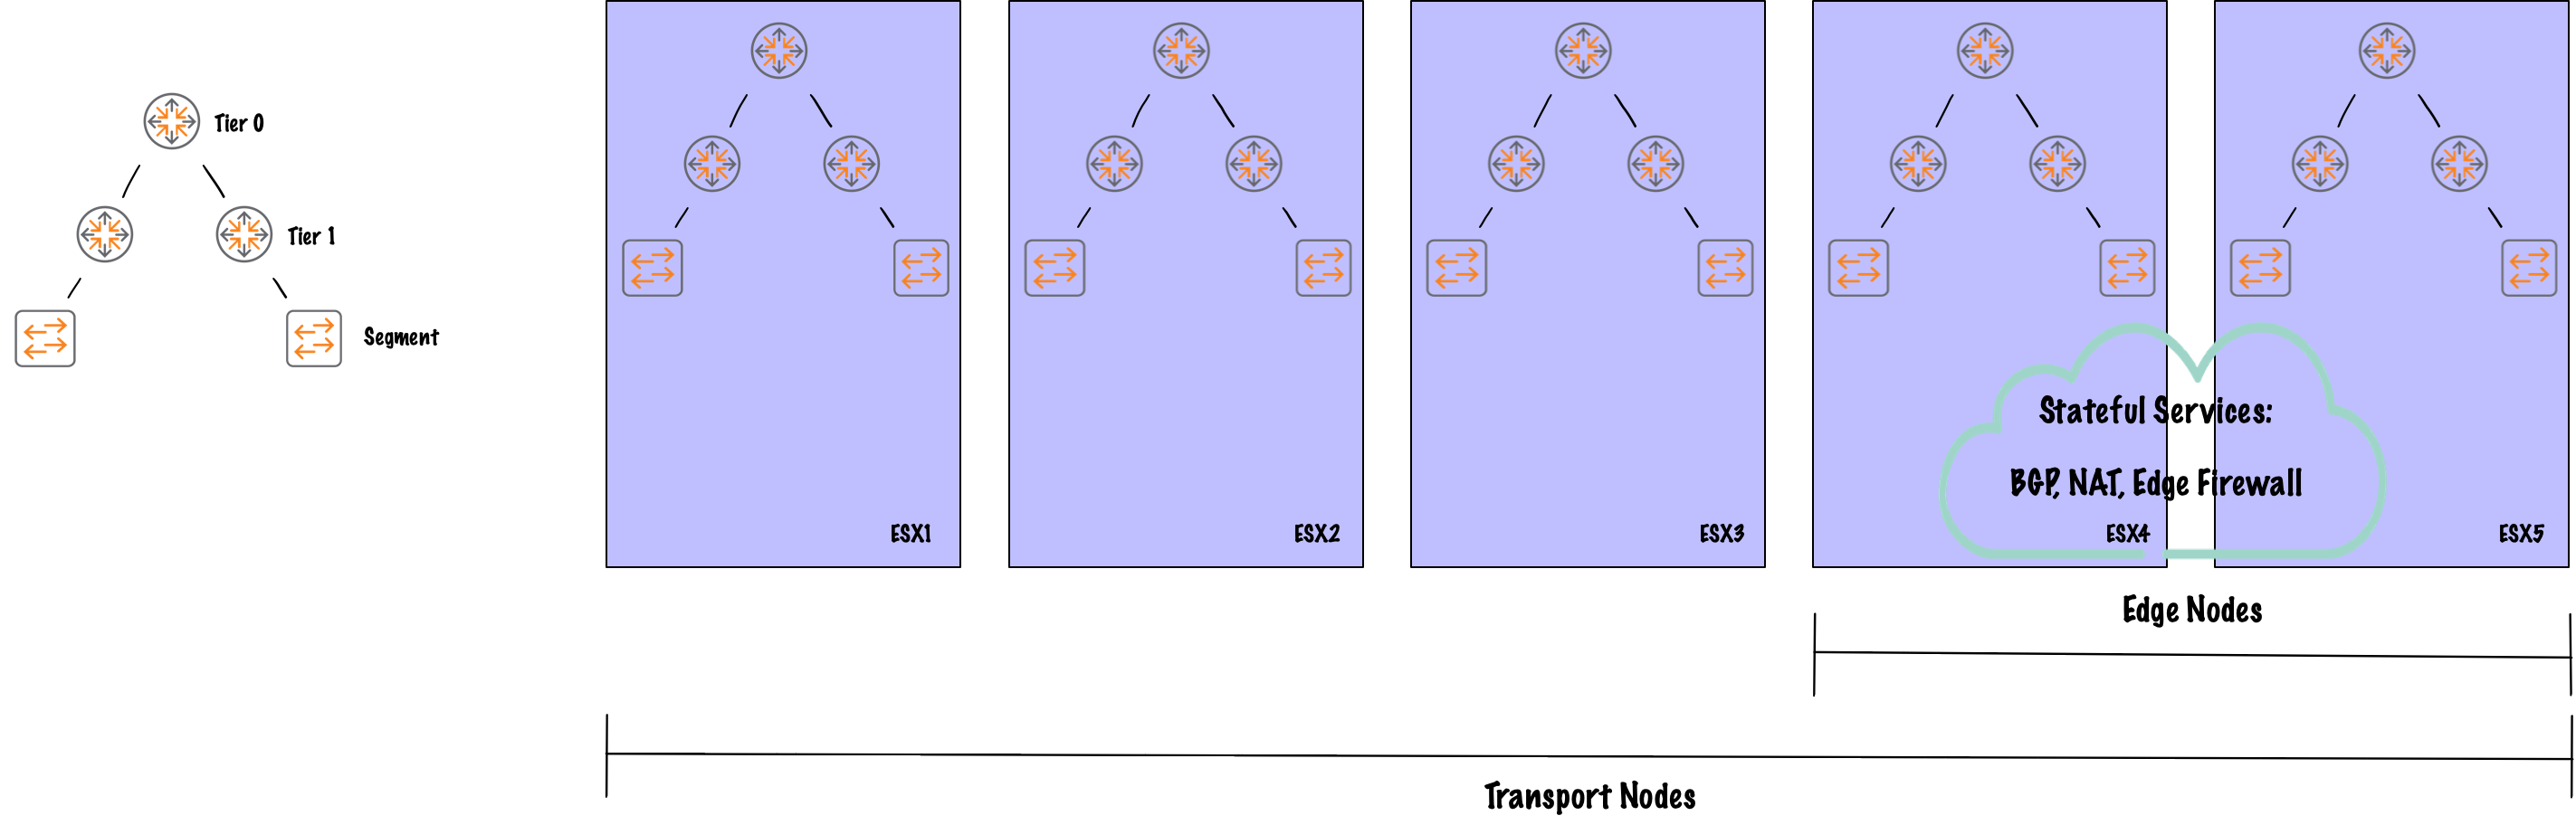 Tier 0
Tier 1
Segment
Stateful Services:
BGP, NAT, Edge Firewall
ESX1
ESX2
ESX3
ESX4
ESX5
Edge Nodes
Transport Nodes